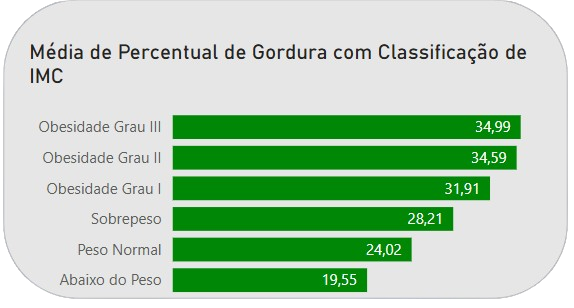 Média de Percentual de Gordura com Classificação de
IMC
Obesidade Grau III 34,99
Obesidade Grau II 34,59
Obesidade Grau I 31,91
Sobrepeso 28,21
Peso Normal 24,02
Abaixo do Peso 19,55